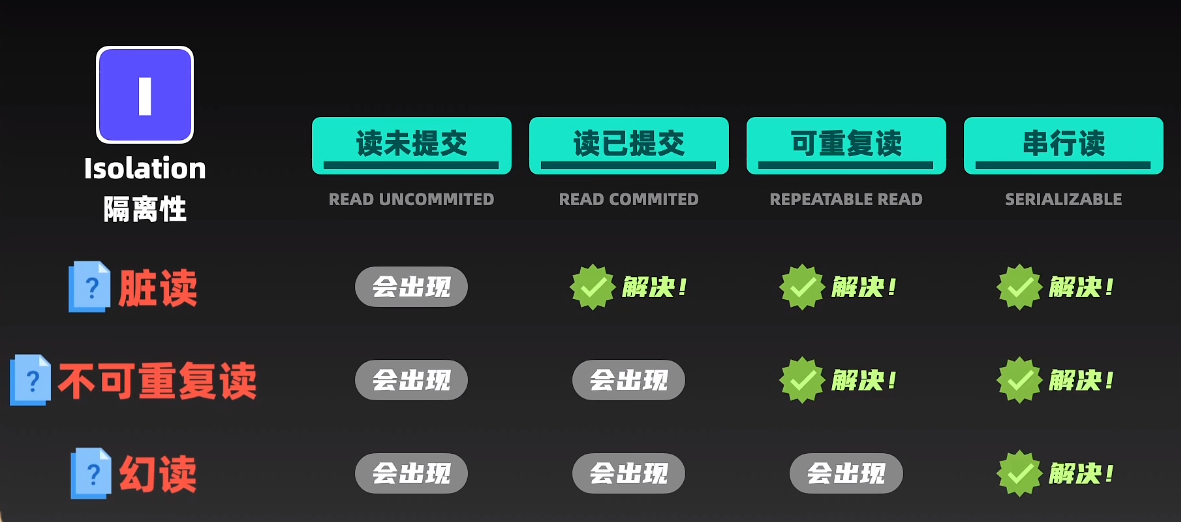 I
Isolation
隔离性
读未提交 读已提交 可重复读 串行读
READ UNCOMMITED READ COMMITED REPEATABLE READ SERIALIZABLE
? 脏读 会出现 解决! 解决! 解决!
? 不可重复读 会出现 会出现 解决! 解决!
? 幻读 会出现 会出现 会出现 解决!